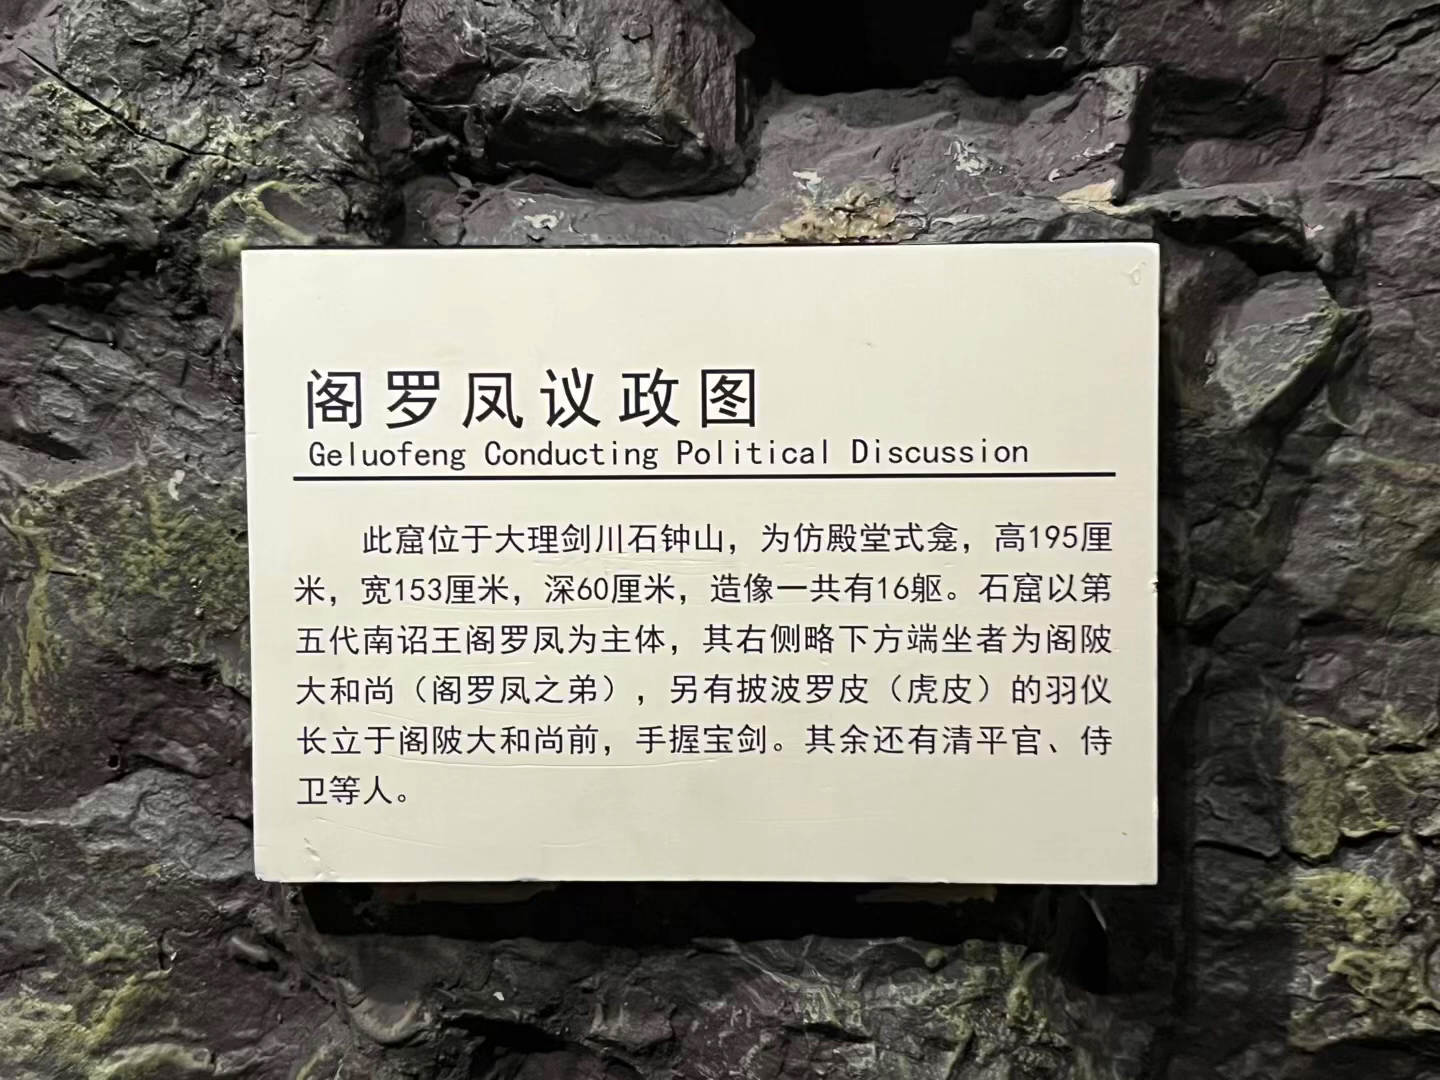 阁罗凤议政图
Geluofeng Conducting Political Discussion
此窟位于大理剑川石钟山，为仿殿堂式龛，高195厘
米，宽153厘米，深60厘米，造像一共有16躯。石窟以第
五代南诏王阁罗凤为主体，其右侧略下方端坐者为阁陂
大和尚（阁罗凤之弟），另有披波罗皮（虎皮）的羽仪
长立于阁陂大和尚前，手握宝剑。其余还有清平官、侍
卫等人。